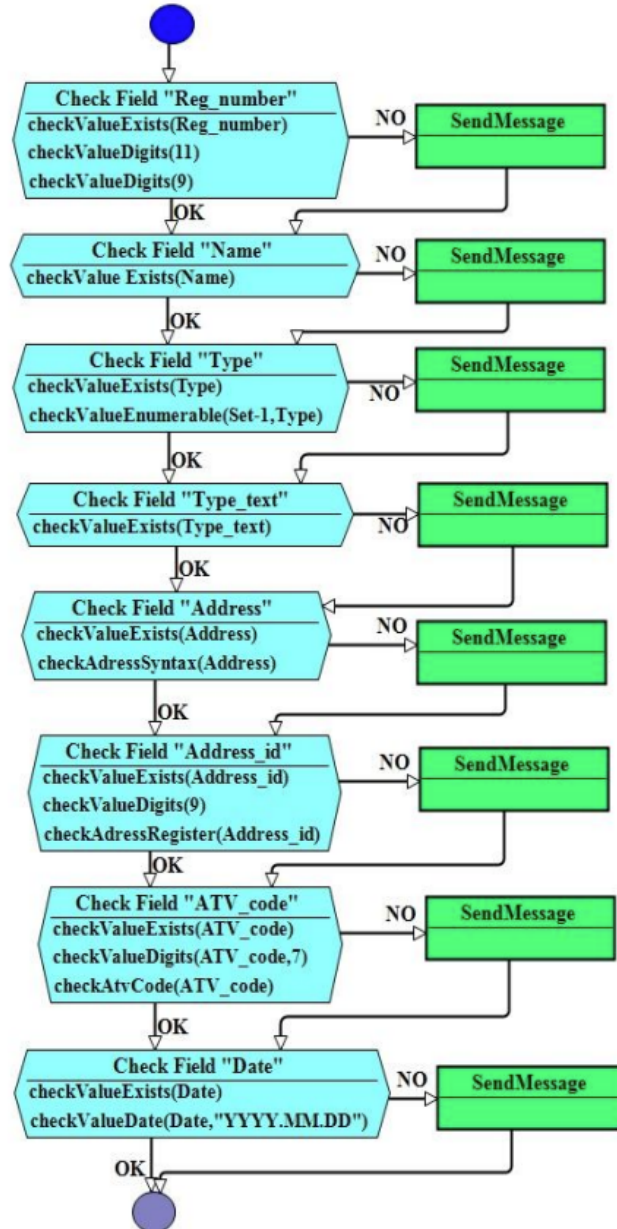 Check Field "Reg_number"
checkValueExists(Reg_number)
checkValueDigits(11)
checkValueDigits(9)
NO
SendMessage
OK
Check Field "Name"
checkValue Exists(Name)
NO
SendMessage
OK
Check Field "Type"
checkValueExists(Type)
checkValueEnumerable(Set-1,Type)
NO
SendMessage
OK
Check Field "Type_text"
checkValueExists(Type_text)
NO
SendMessage
OK
Check Field "Address"
checkValueExists(Address)
checkAdressSyntax(Address)
NO
SendMessage
OK
Check Field "Address_id"
checkValueExists(Address_id)
checkValueDigits(9)
checkAdressRegister(Address_id)
NO
SendMessage
OK
Check Field "ATV_code"
checkValueExists(ATV_code)
checkValueDigits(ATV_code,7)
checkAtvCode(ATV_code)
NO
SendMessage
OK
Check Field "Date"
checkValueExists(Date)
checkValueDate(Date,"YYYY.MM.DD")
NO
SendMessage
OK